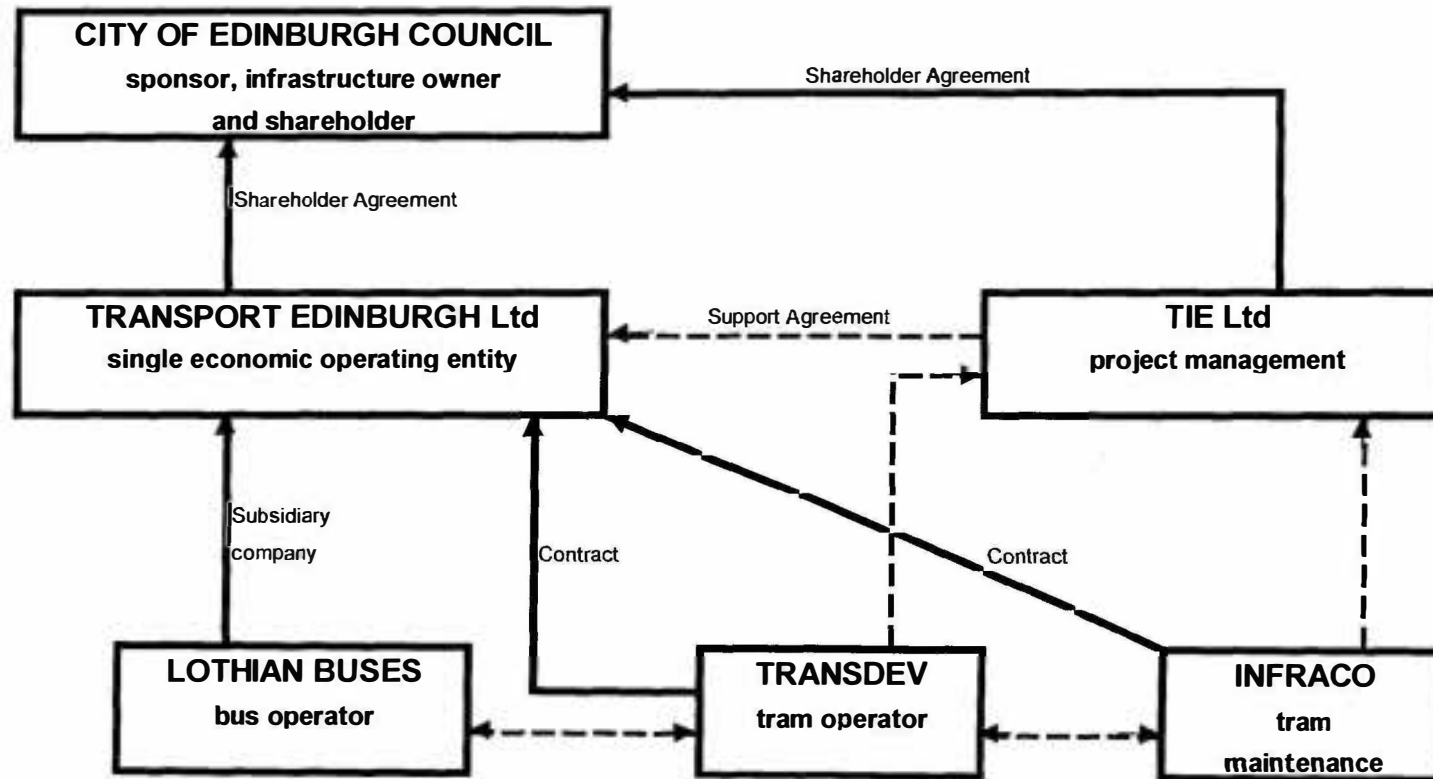 CITY OF EDINBURGH COUNCIL
sponsor, infrastructure owner
and shareholder
Shareholder Agreement
Shareholder Agreement
TRANSPORT EDINBURGH Ltd
single economic operating entity
Support Agreement
TIE Ltd
project management
Subsidiary
company
Contract
Contract
LOTHIAN BUSES
bus operator
TRANSDEV
tram operator
INFRACO
tram
maintenance